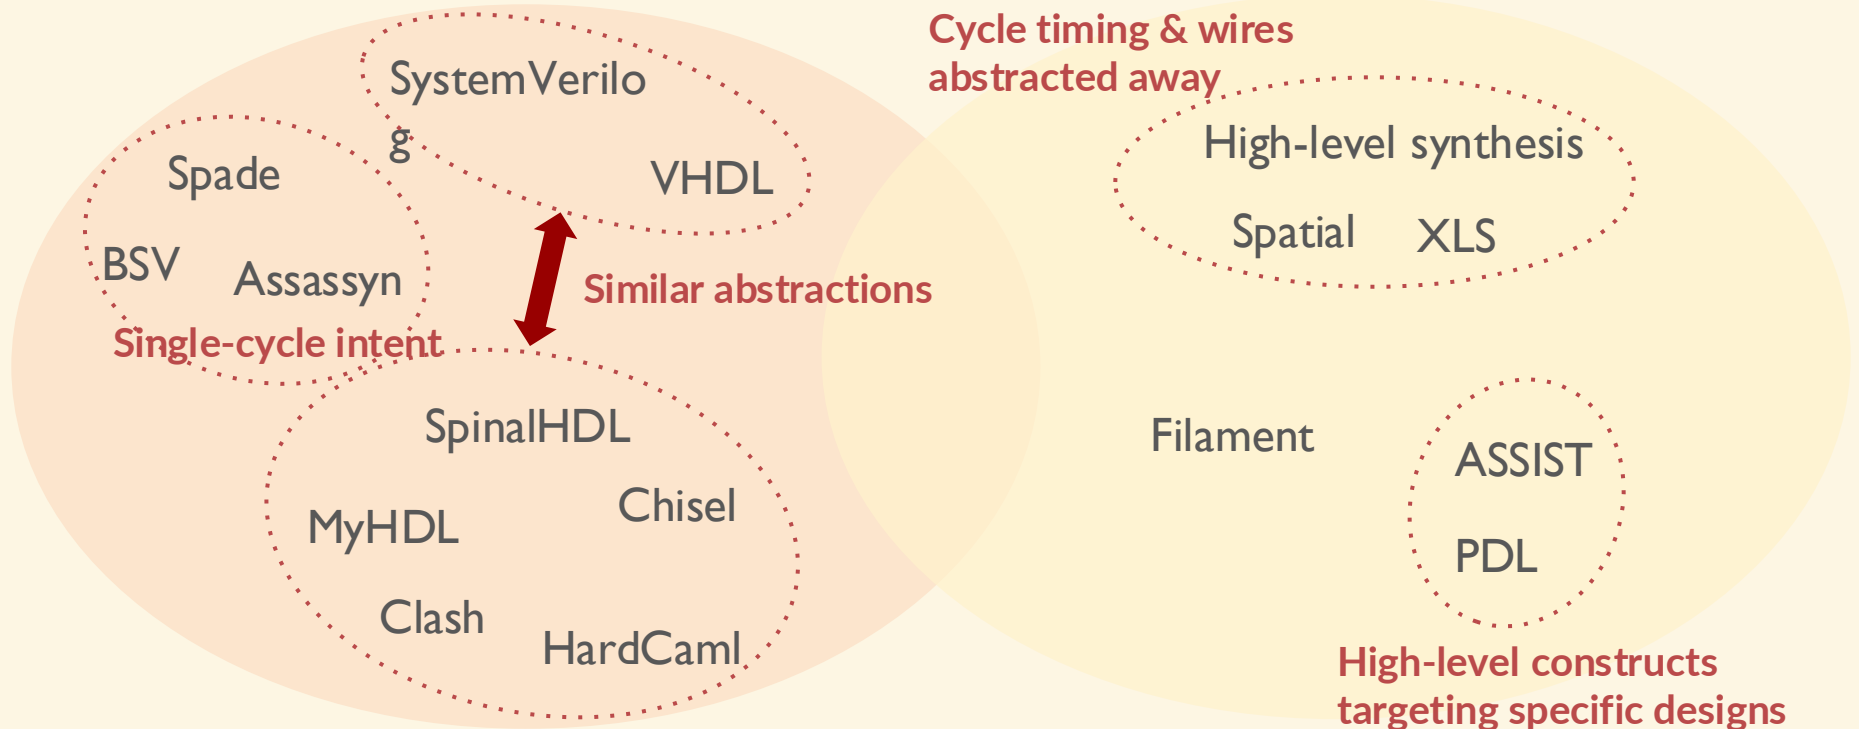 Cycle timing & wires
abstracted away
SystemVerilo
g
VHDL
Spade
BSV
Assassyn
Single-cycle intent
Similar abstractions
SpinalHDL
Chisel
MyHDL
Clash
HardCaml
High-level synthesis
Spatial
XLS
Filament
ASSIST
PDL
High-level constructs
targeting specific designs